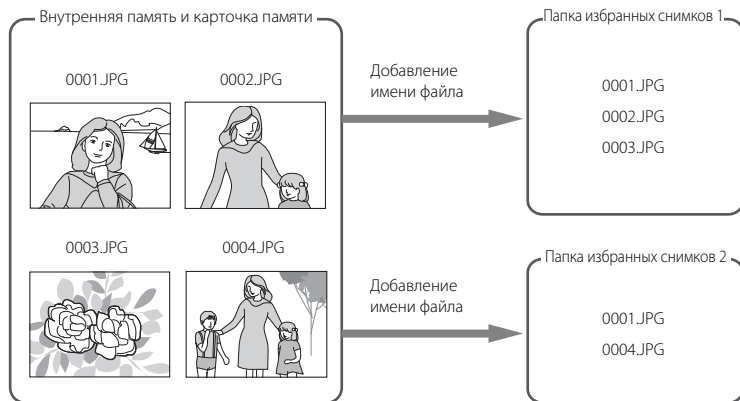 Внутренняя память и карточка памяти
0001.JPG
0002.JPG
0003.JPG
0004.JPG
Добавление
имени файла
Папка избранных снимков 1
0001.JPG
0002.JPG
0003.JPG
Добавление
имени файла
Папка избранных снимков 2
0001.JPG
0004.JPG